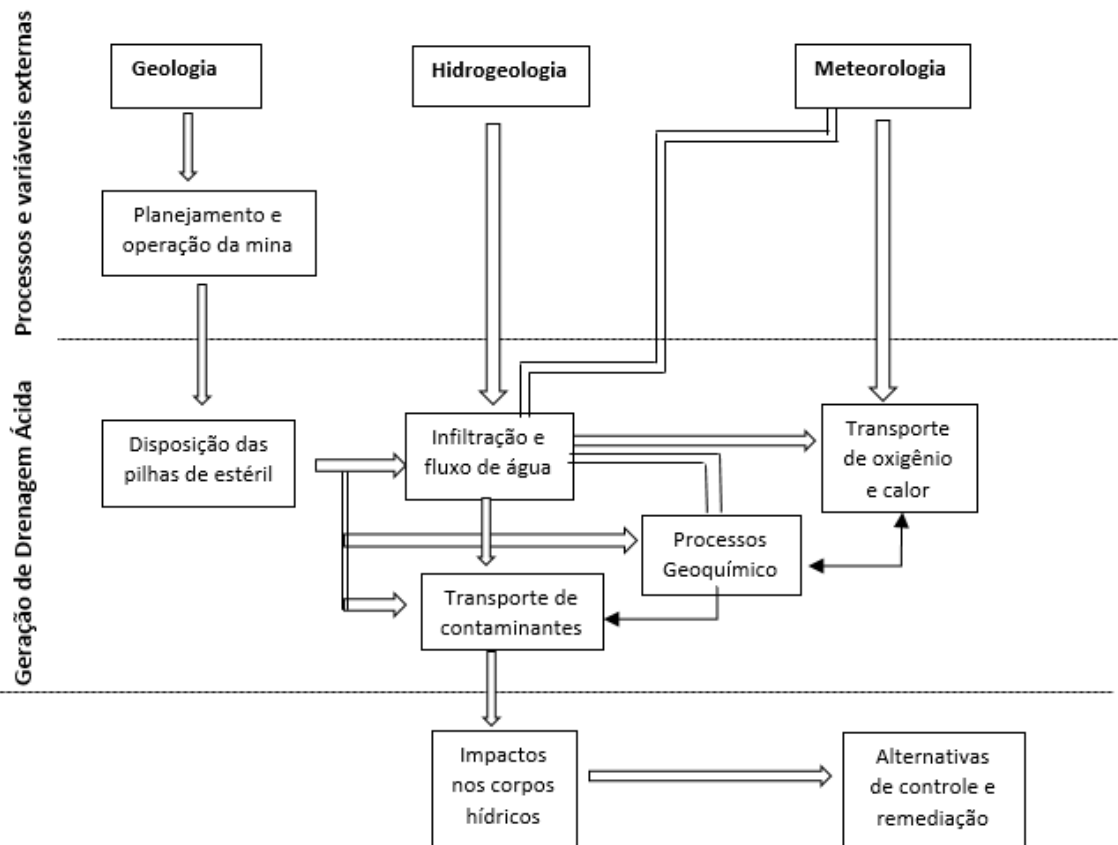 Processos e variáveis externas
Geologia
Hidrogeologia
Meteorologia
Planejamento e
operação da mina
Geração de Drenagem Ácida
Disposição das
pilhas de estéril
Infiltração e
fluxo de água
Transporte
de oxigênio
e calor
Processos
Geoquímico
Transporte de
contaminantes
Impactos
nos corpos
hídricos
Alternativas
de controle e
remediação